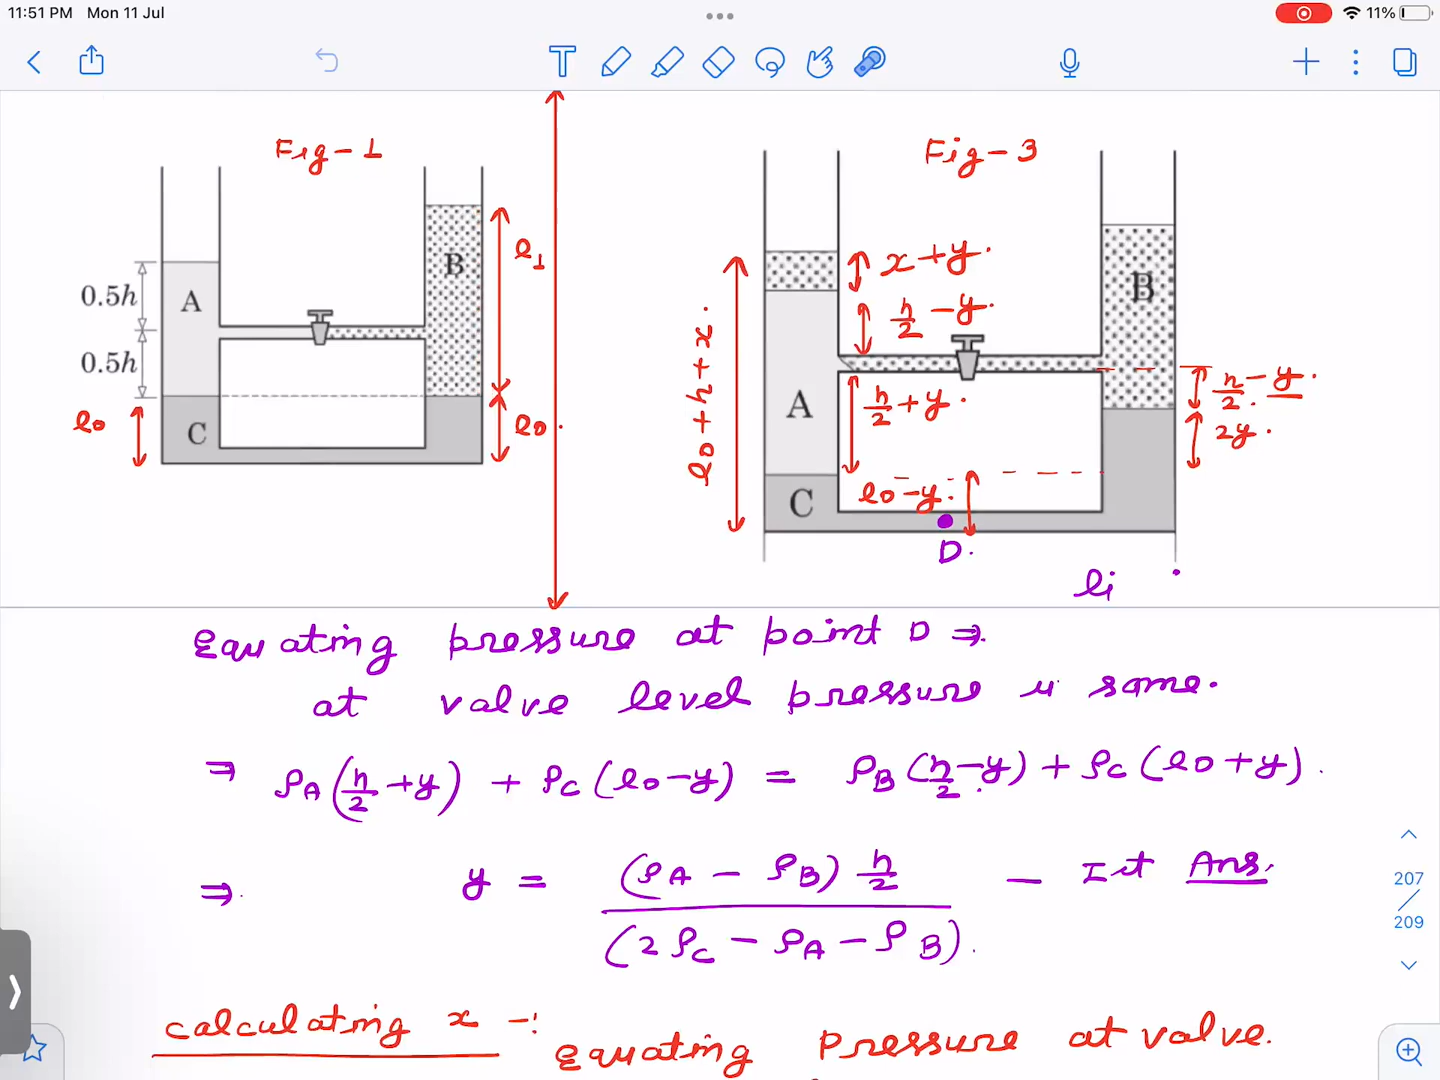 11:51 PM Mon 11 Jul
11%
Fig-1
0.5h
A
0.5h
l₀
C
B
l₁
l₀.
Fig-3
x+y.
h/2 -y.
l₀+h+x.
A
h/2 +y.
B
h/2 -y.
2y.
C
l₀-y.
D.
li
Equating pressure at point D ⇒.
at valve level pressure is same.
⇒ ρA(h/2 +y) + ρC(l₀-y) = ρB(h/2 -y) + ρC(l₀+y).
⇒ y = (ρA - ρB) h/2 / (2ρC - ρA - ρB). - Ist Ans.
calculating x -:
equating pressure at valve.
207
209